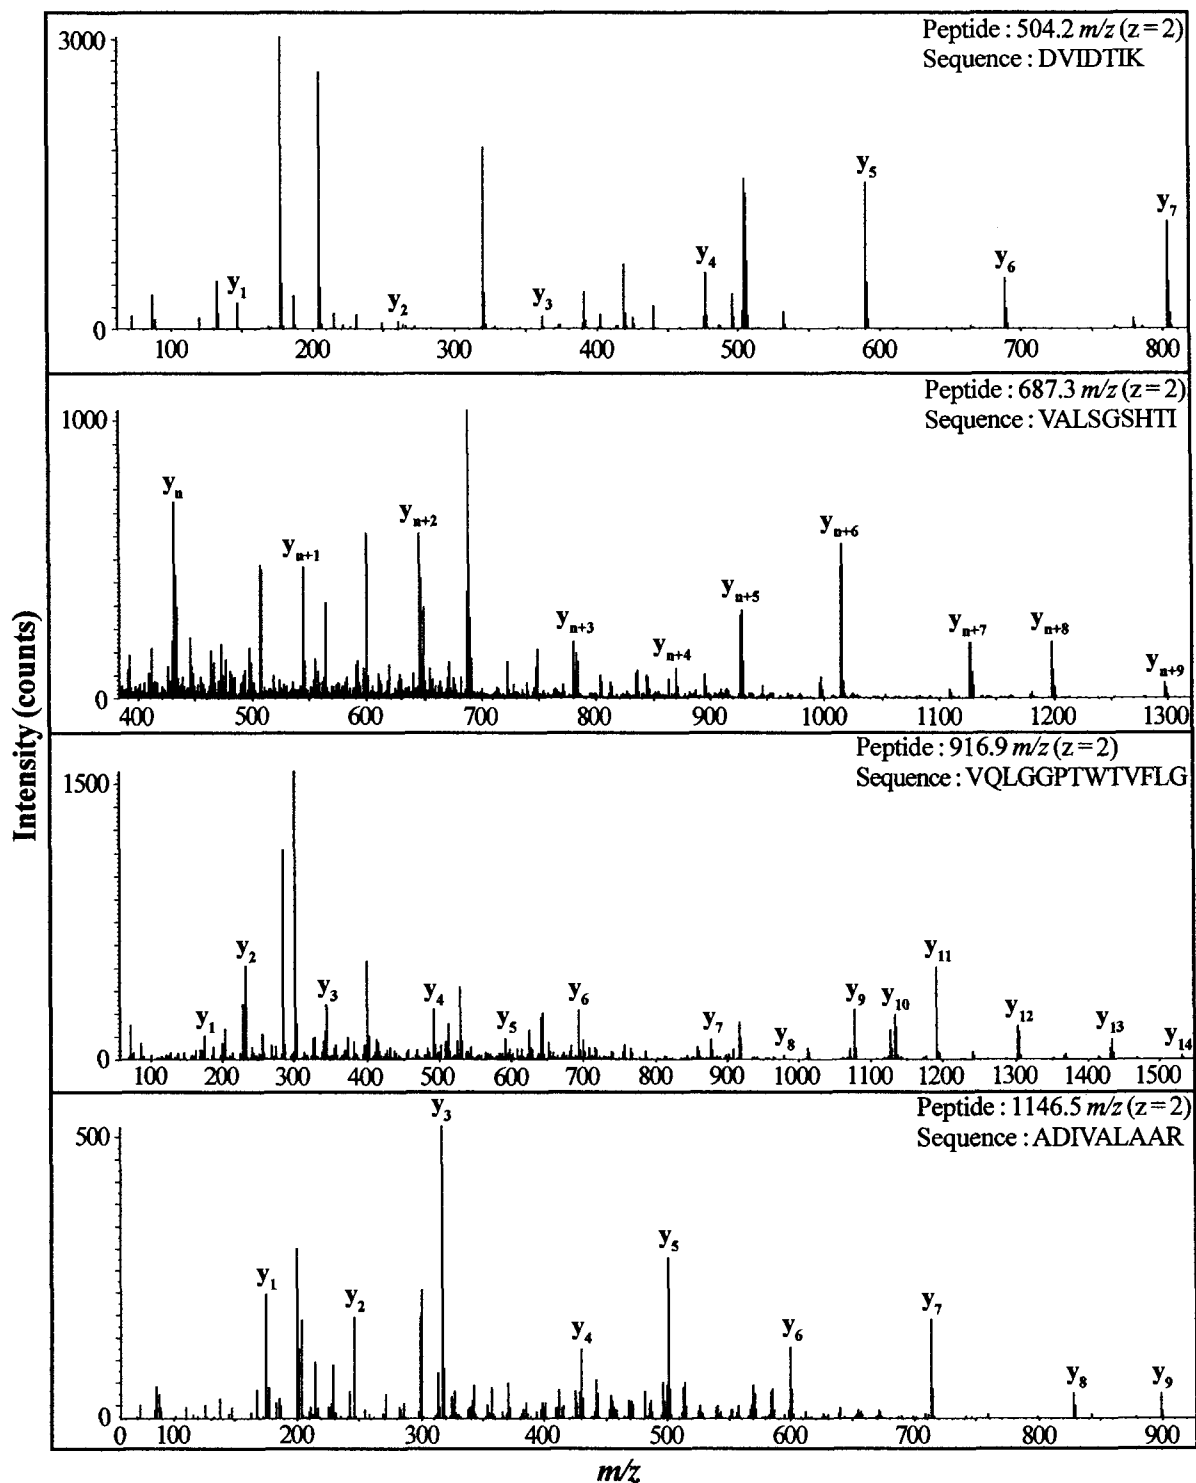 Peptide : 504.2 m/z (z = 2)
Sequence : DVIDTIK
3000
0
y1
y2
y3
y4
y5
y6
y7
100 200 300 400 500 600 700 800
Peptide : 687.3 m/z (z = 2)
Sequence : VALSGSHTI
1000
0
yn
yn+1
yn+2
yn+3
yn+4
yn+5
yn+6
yn+7
yn+8
yn+9
400 500 600 700 800 900 1000 1100 1200 1300
Peptide : 916.9 m/z (z = 2)
Sequence : VQLGGPTWTVFLG
1500
0
y1
y2
y3
y4
y5
y6
y7
y8
y9
y10
y11
y12
y13
y14
100 200 300 400 500 600 700 800 900 1000 1100 1200 1300 1400 1500
Peptide : 1146.5 m/z (z = 2)
Sequence : ADIVALAAR
500
0
y1
y2
y3
y4
y5
y6
y7
y8
y9
0 100 200 300 400 500 600 700 800 900
Intensity (counts)
m/z